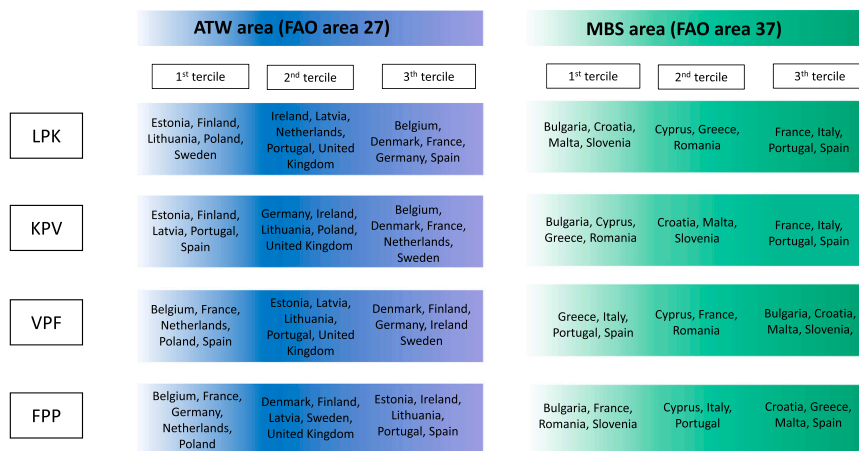 ATW area (FAO area 27)
MBS area (FAO area 37)
1st tercile
2nd tercile
3th tercile
1st tercile
2nd tercile
3th tercile
LPK
Estonia, Finland,
Lithuania, Poland,
Sweden
Ireland, Latvia,
Netherlands,
Portugal, United
Kingdom
Belgium,
Denmark, France,
Germany, Spain
Bulgaria, Croatia,
Malta, Slovenia
Cyprus, Greece,
Romania
France, Italy,
Portugal, Spain
KPV
Estonia, Finland,
Latvia, Portugal,
Spain
Germany, Ireland,
Lithuania, Poland,
United Kingdom
Belgium,
Denmark, France,
Netherlands,
Sweden
Bulgaria, Cyprus,
Greece, Romania
Croatia, Malta,
Slovenia
France, Italy,
Portugal, Spain
VPF
Belgium, France,
Netherlands,
Poland, Spain
Estonia, Latvia,
Lithuania,
Portugal, United
Kingdom
Denmark, Finland,
Germany, Ireland
Sweden
Greece, Italy,
Portugal, Spain
Cyprus, France,
Romania
Bulgaria, Croatia,
Malta, Slovenia,
FPP
Belgium, France,
Germany,
Netherlands,
Poland
Denmark, Finland,
Latvia, Sweden,
United Kingdom
Estonia, Ireland,
Lithuania,
Portugal, Spain
Bulgaria, France,
Romania, Slovenia
Cyprus, Italy,
Portugal
Croatia, Greece,
Malta, Spain